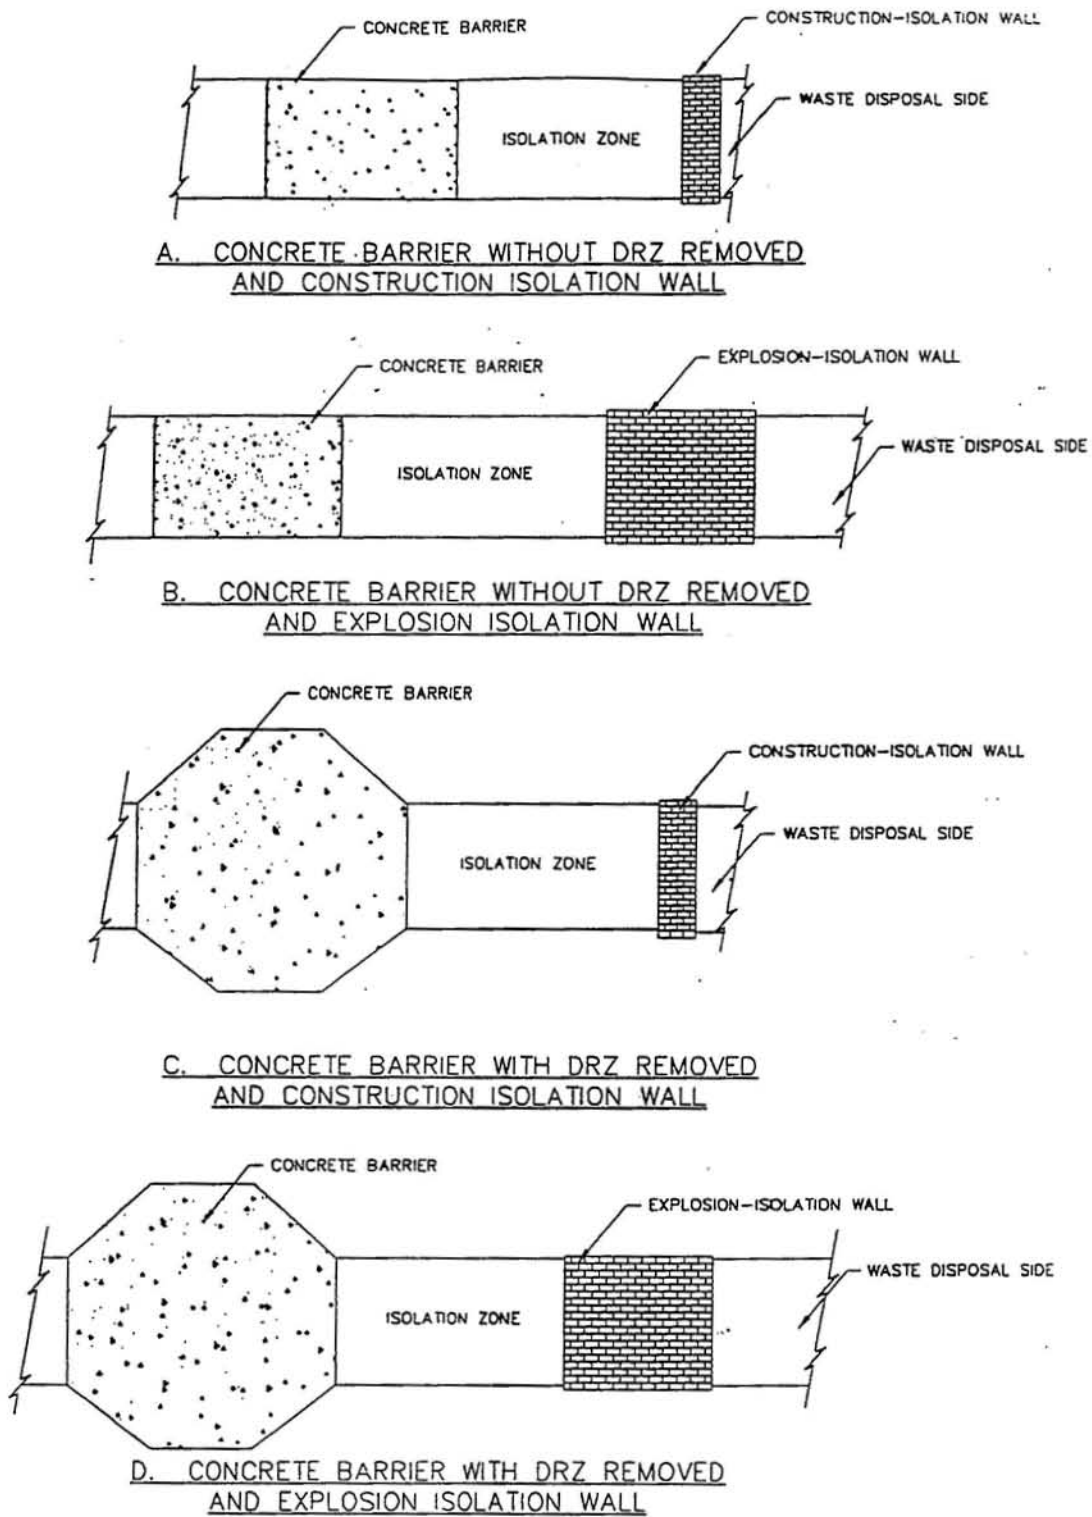 CONCRETE BARRIER
CONSTRUCTION-ISOLATION WALL
WASTE DISPOSAL SIDE
ISOLATION ZONE
A. CONCRETE BARRIER WITHOUT DRZ REMOVED
AND CONSTRUCTION ISOLATION WALL
CONCRETE BARRIER
EXPLOSION-ISOLATION WALL
WASTE DISPOSAL SIDE
ISOLATION ZONE
B. CONCRETE BARRIER WITHOUT DRZ REMOVED
AND EXPLOSION ISOLATION WALL
CONCRETE BARRIER
CONSTRUCTION-ISOLATION WALL
WASTE DISPOSAL SIDE
ISOLATION ZONE
C. CONCRETE BARRIER WITH DRZ REMOVED
AND CONSTRUCTION ISOLATION WALL
CONCRETE BARRIER
EXPLOSION-ISOLATION WALL
WASTE DISPOSAL SIDE
ISOLATION ZONE
D. CONCRETE BARRIER WITH DRZ REMOVED
AND EXPLOSION ISOLATION WALL